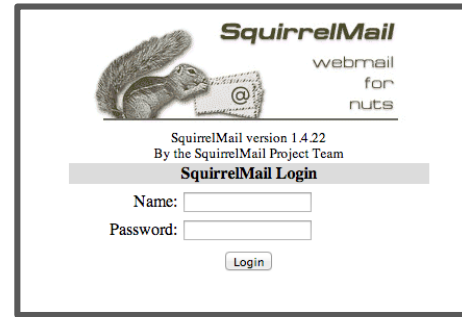 SquirrelMail
webmail
for
nuts
@
SquirrelMail version 1.4.22
By the SquirrelMail Project Team
SquirrelMail Login
Name:
Password:
Login